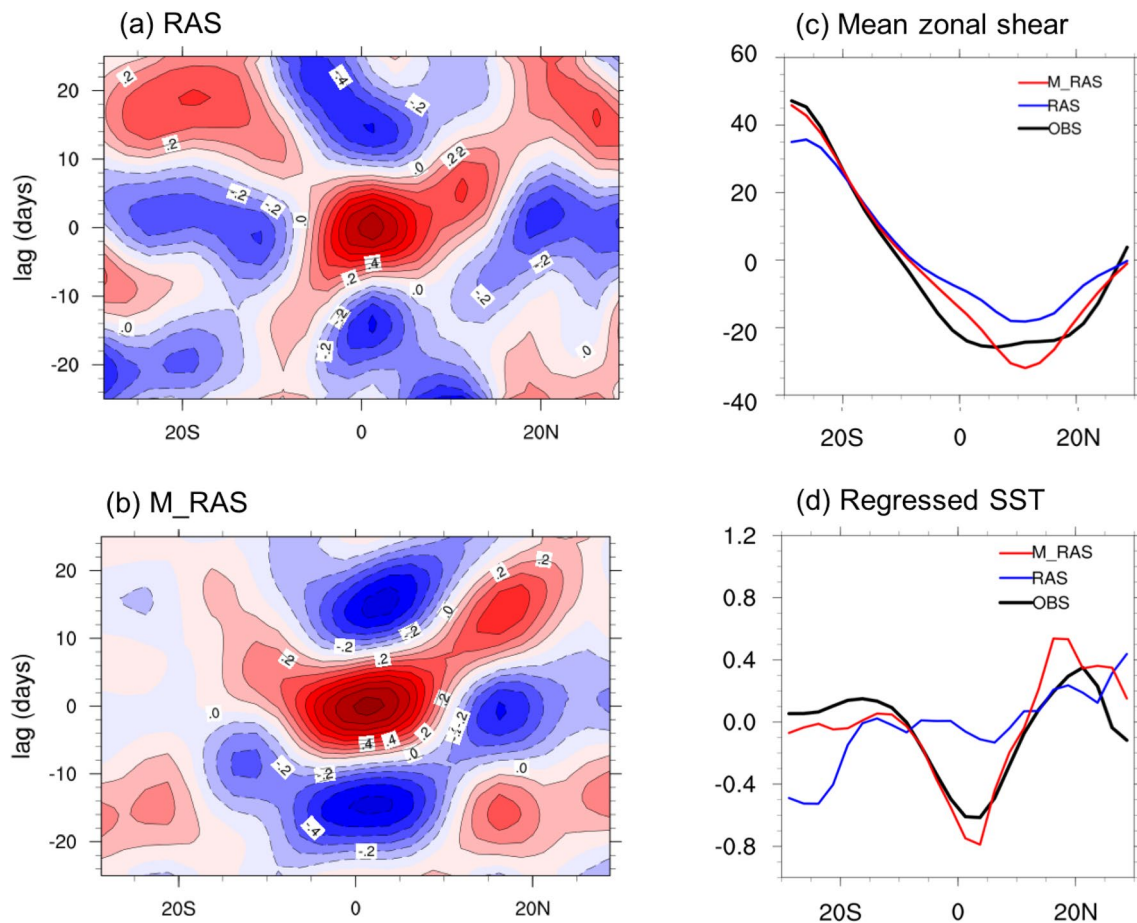 (a) RAS
20
10
0
-10
-20
lag (days)
20S 0 20N
.2 -.4 -.2 .0 .2 .2 .2 -.2 -.2 .0 .4 .2 -.2 .0 -.2 .0 -.2 -.2 .0
(b) M_RAS
20
10
0
-10
-20
lag (days)
20S 0 20N
.2 .2 .0 -.2 -.2 .2 .2 .2 .0 -.2 .4 .4 .2 .0 .0 -.2 -.2 -.4 -.2
(c) Mean zonal shear
60
40
20
0
-20
-40
M_RAS
RAS
OBS
20S 0 20N
(d) Regressed SST
1.2
0.8
0.4
0.0
-0.4
-0.8
M_RAS
RAS
OBS
20S 0 20N